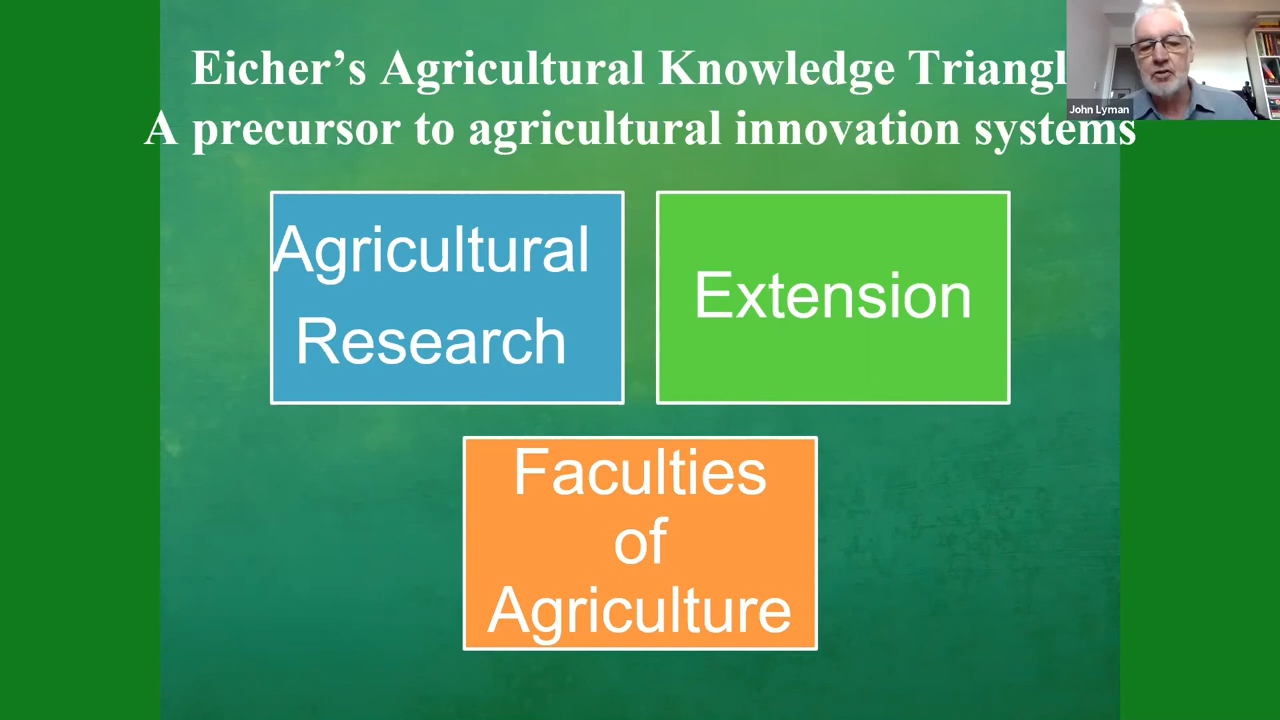 Eicher’s Agricultural Knowledge Triangl
A precursor to agricultural innovation systems
John Lyman
Agricultural
Research
Extension
Faculties
of
Agriculture